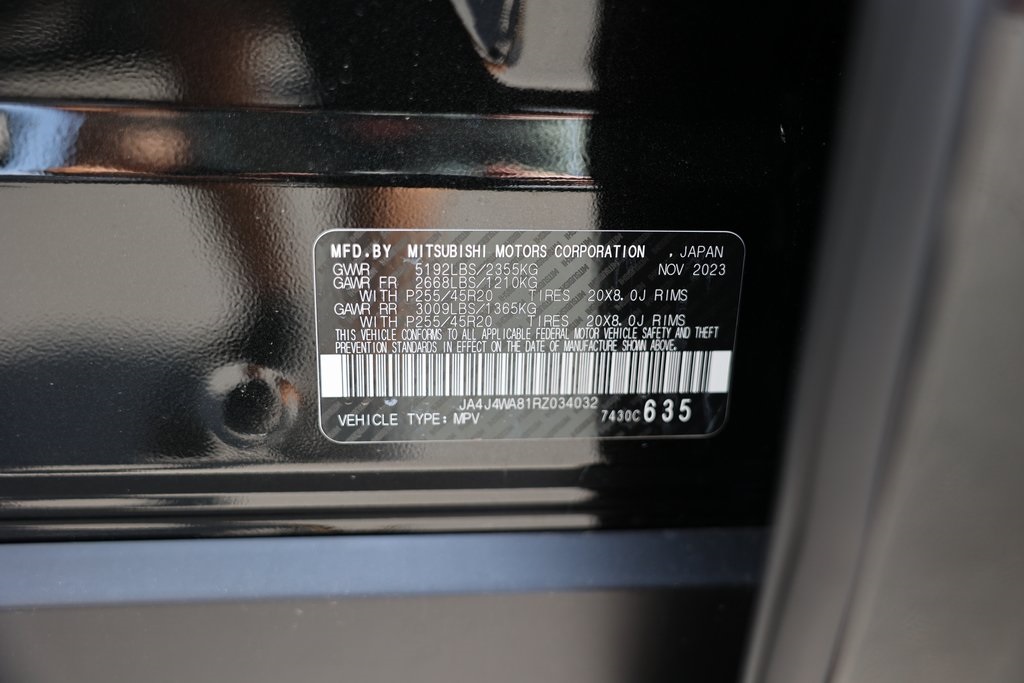 MFD.BY MITSUBISHI MOTORS CORPORATION , JAPAN
GVWR 5192LBS/2355KG NOV 2023
GAWR FR 2668LBS/1210KG
WITH P255/45R20 TIRES 20X8.0J RIMS
GAWR RR 3009LBS/1365KG
WITH P255/45R20 TIRES 20X8.0J RIMS
THIS VEHICLE CONFORMS TO ALL APPLICABLE FEDERAL MOTOR VEHICLE SAFETY AND THEFT
PREVENTION STANDARDS IN EFFECT ON THE DATE OF MANUFACTURE SHOWN ABOVE.
JA4J4WA81RZ034032
VEHICLE TYPE: MPV 7430C 635